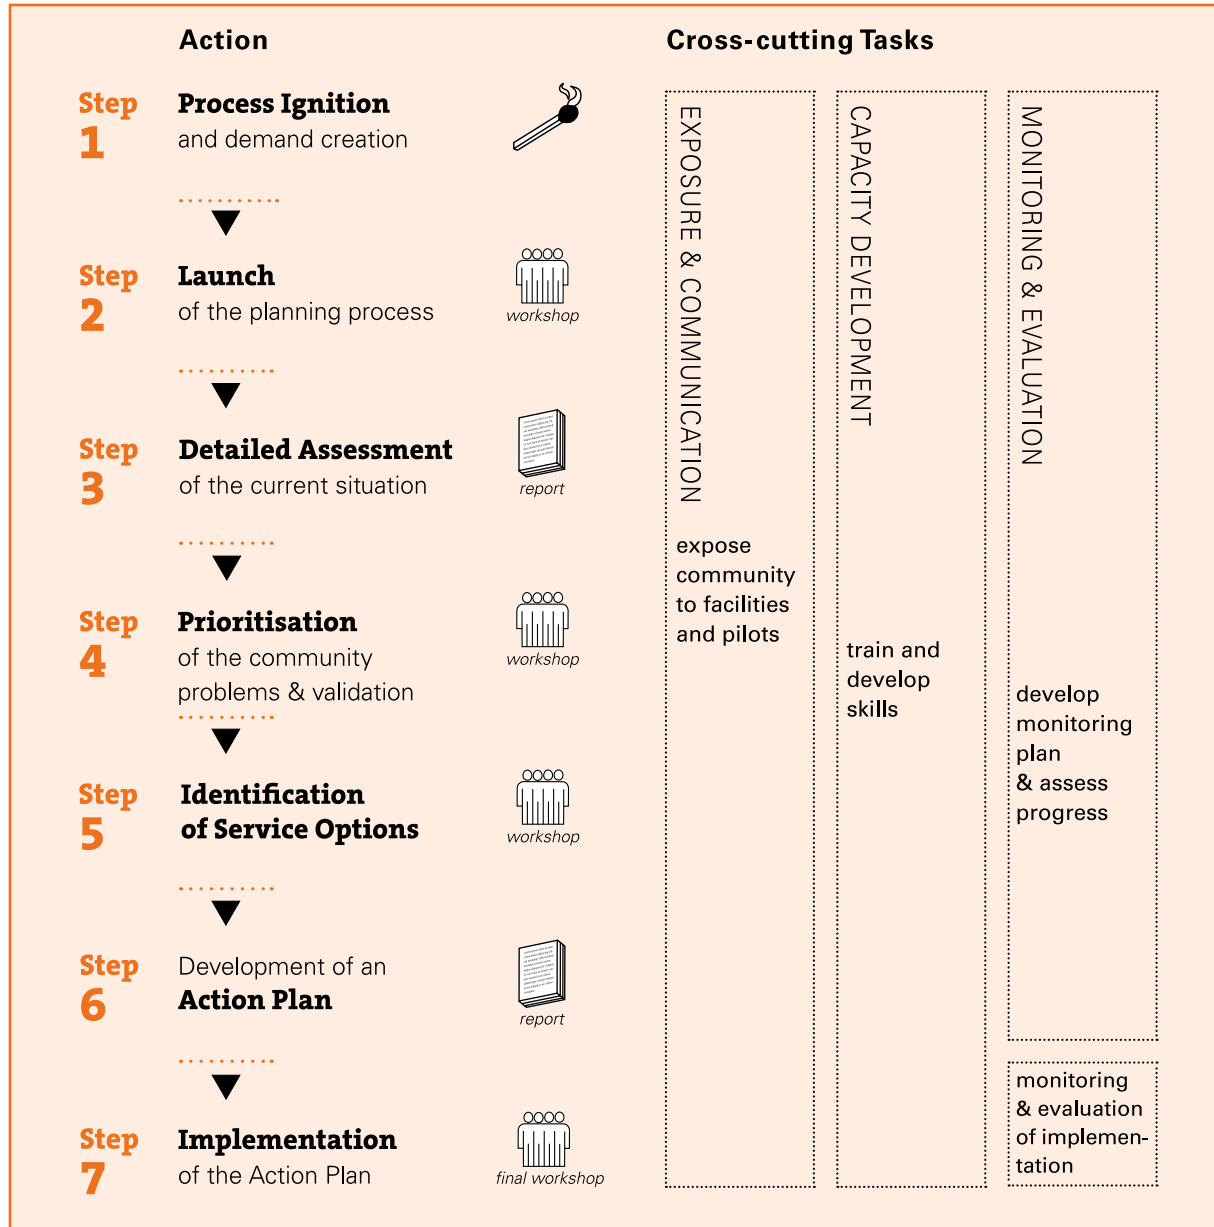 Action
Cross-cutting Tasks
Step
1
Process Ignition
and demand creation
Step
2
Launch
of the planning process
workshop
Step
3
Detailed Assessment
of the current situation
report
Step
4
Prioritisation
of the community
problems & validation
workshop
Step
5
Identification
of Service Options
workshop
Step
6
Development of an
Action Plan
report
Step
7
Implementation
of the Action Plan
final workshop
EXPOSURE & COMMUNICATION
expose
community
to facilities
and pilots
CAPACITY DEVELOPMENT
train and
develop
skills
MONITORING & EVALUATION
develop
monitoring
plan
& assess
progress
monitoring
& evaluation
of implemen-
tation